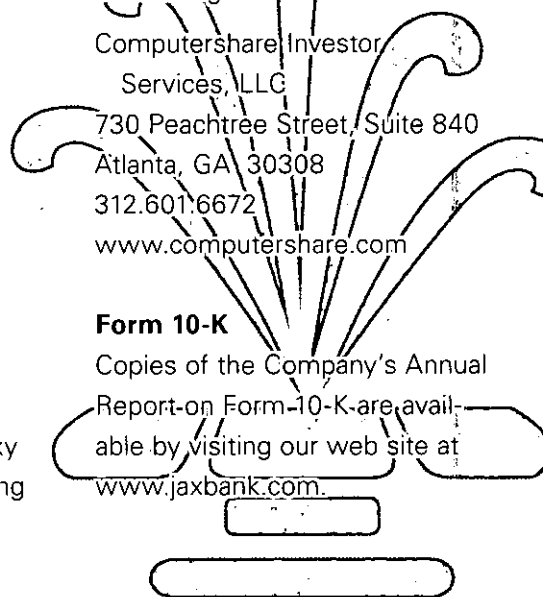 Computershare Investor
Services, LLC
730 Peachtree Street, Suite 840
Atlanta, GA 30308
312.601.6672
www.computershare.com
Form 10-K
Copies of the Company's Annual
Report on Form 10-K are avail-
able by visiting our web site at
www.jaxbank.com.